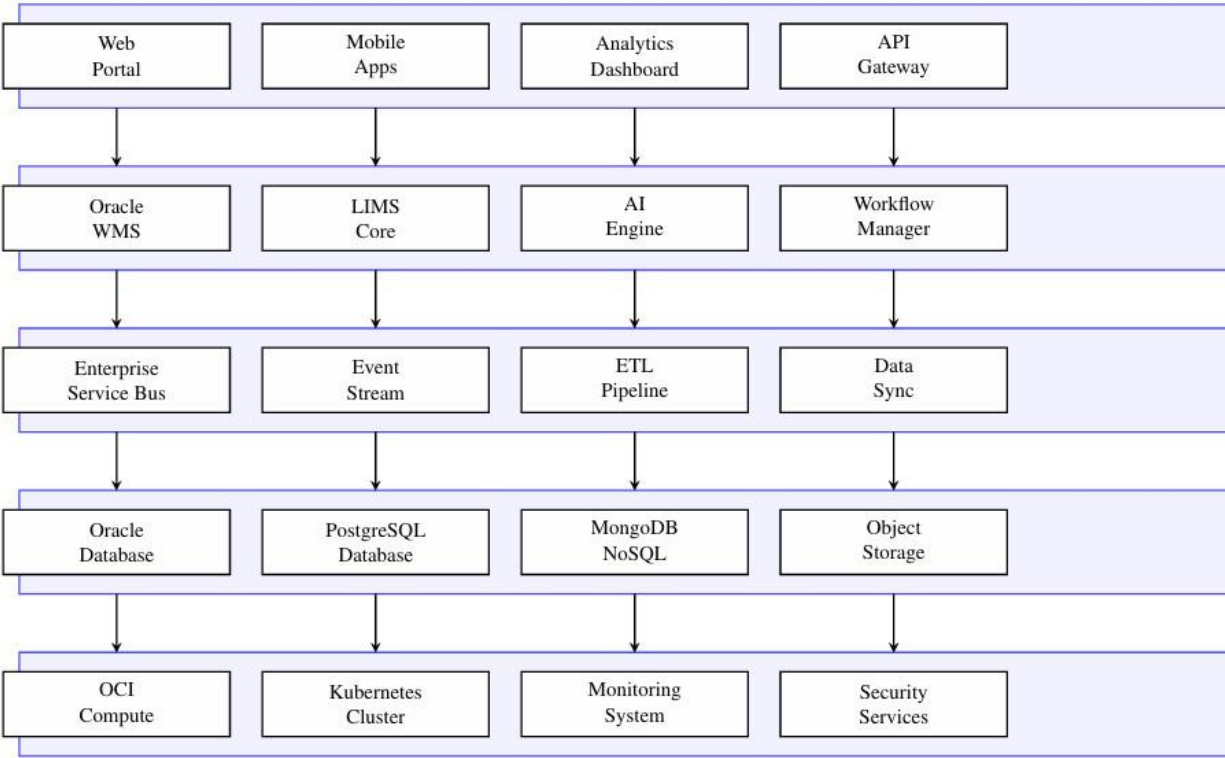 Web
Portal
Mobile
Apps
Analytics
Dashboard
API
Gateway
Oracle
WMS
LIMS
Core
AI
Engine
Workflow
Manager
Enterprise
Service Bus
Event
Stream
ETL
Pipeline
Data
Sync
Oracle
Database
PostgreSQL
Database
MongoDB
NoSQL
Object
Storage
OCI
Compute
Kubernetes
Cluster
Monitoring
System
Security
Services